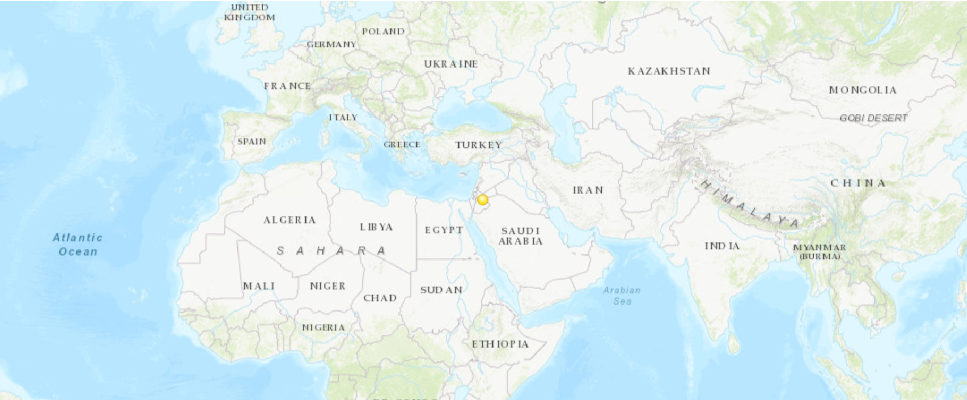 UNITED
KINGDOM
POLAND
GERMANY
UKRAINE
KAZAKHSTAN
FRANCE
MONGOLIA
GOBI DESERT
ITALY
SPAIN
GREECE
TURKEY
IRAN
HIMALAYA
CHINA
ALGERIA
LIBYA
EGYPT
SAUDI
ARABIA
Atlantic
Ocean
SAHARA
INDIA
MYANMAR
(BURMA)
MALI
NIGER
CHAD
SUDAN
Arabian
Sea
NIGERIA
ETHIOPIA